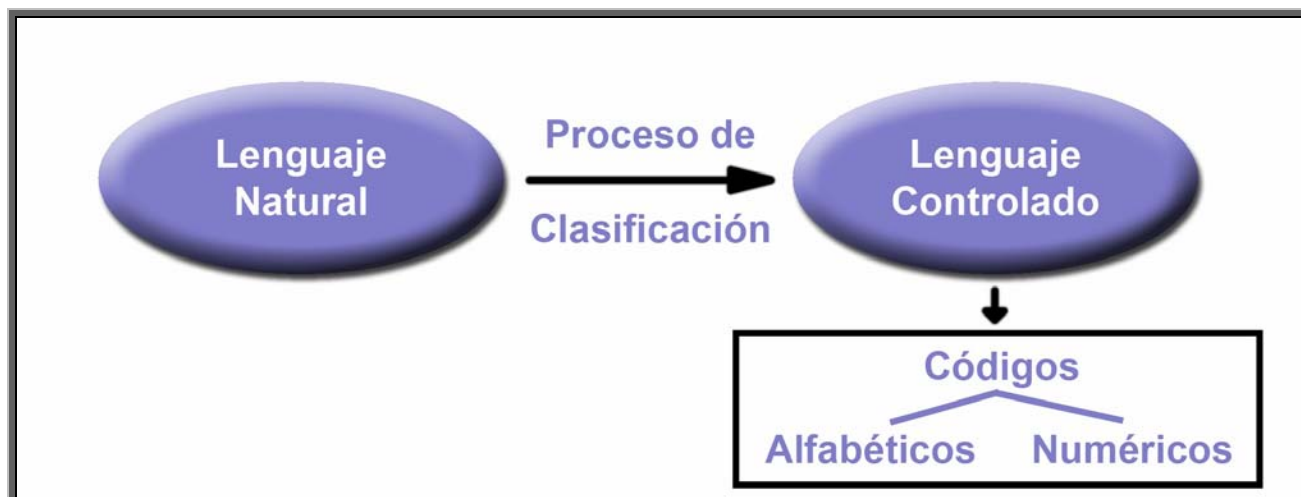 Lenguaje
Natural
Proceso de
Clasificación
Lenguaje
Controlado
Códigos
Alfabéticos Numéricos